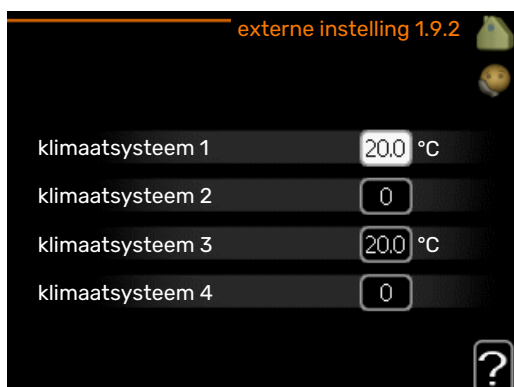 externe instelling 1.9.2
klimaatsysteem 1 20.0 °C
klimaatsysteem 2 0
klimaatsysteem 3 20.0 °C
klimaatsysteem 4 0
?